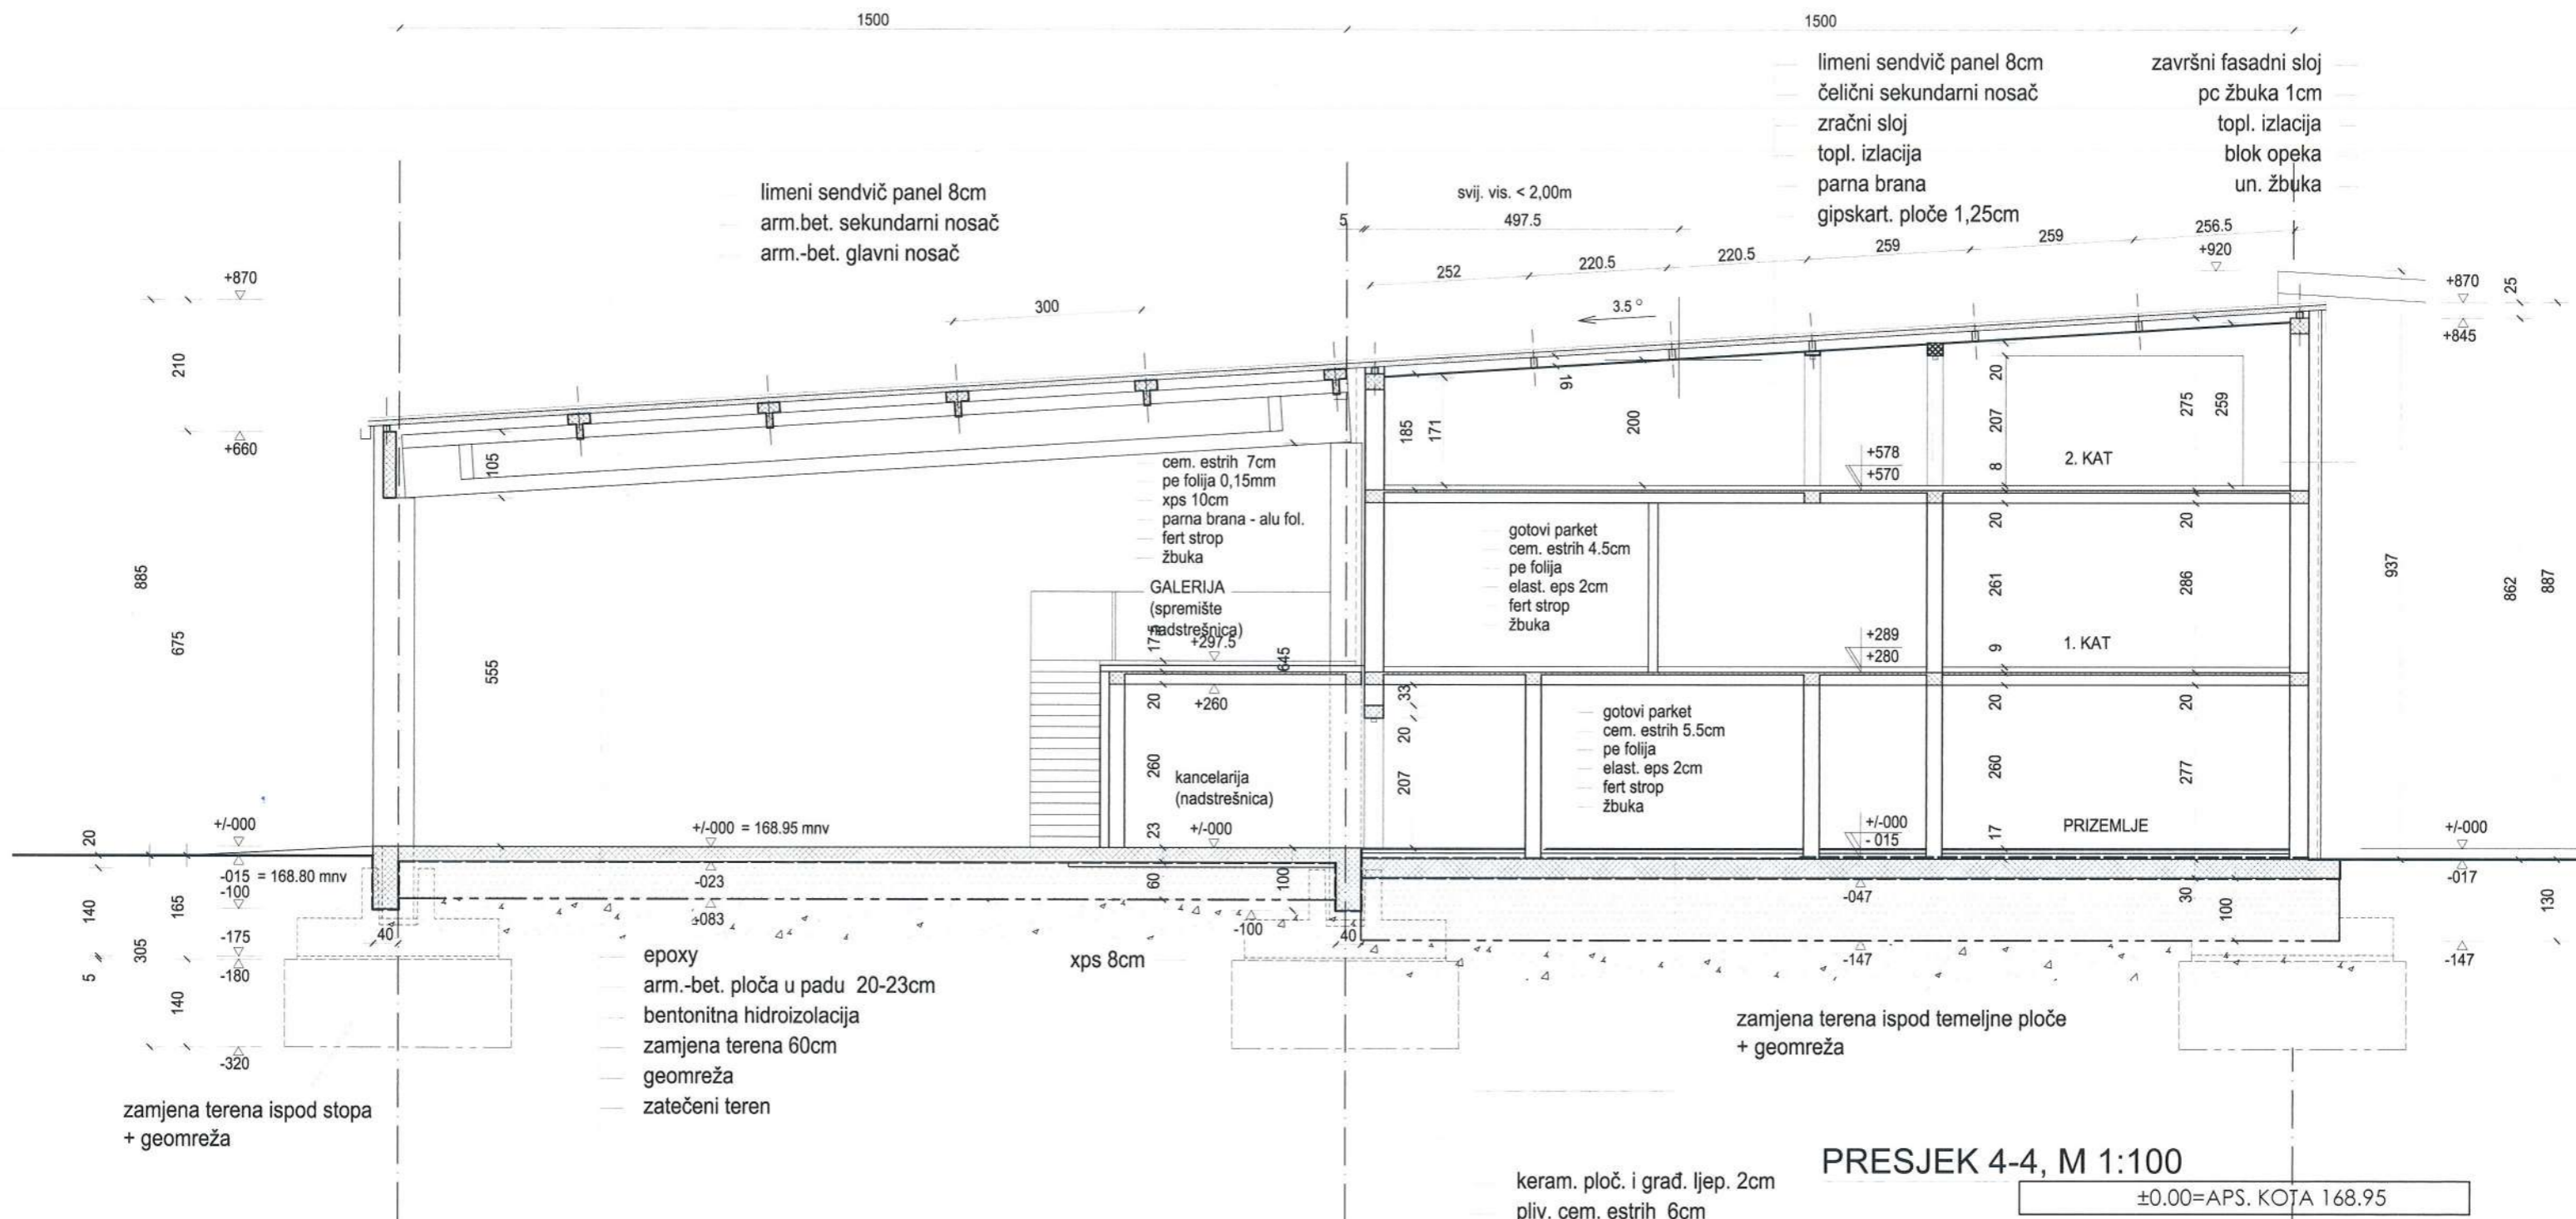 1500
1500
limeni sendvič panel 8cm
čelični sekundarni nosač
zračni sloj
topl. izlacija
parna brana
gipskart. ploče 1,25cm
završni fasadni sloj
pc žbuka 1cm
topl. izlacija
blok opeka
un. žbuka
limeni sendvič panel 8cm
arm.bet. sekundarni nosač
arm.-bet. glavni nosač
svij. vis. < 2,00m
5
497.5
252
220.5
220.5
259
259
256.5
+920
3.5 °
300
+870
210
+660
885
675
+870
25
+845
937
862
887
105
555
16
185
171
200
20
207
8
275
259
+578
+570
2. KAT
cem. estrih 7cm
pe folija 0,15mm
xps 10cm
parna brana - alu fol.
fert strop
žbuka
GALERIJA
(spremište
nadstrešnica)
+297.5
645
20
+260
260
kancelarija
(nadstrešnica)
23
+/-000
gotovi parket
cem. estrih 4.5cm
pe folija
elast. eps 2cm
fert strop
žbuka
20
261
9
20
286
+289
+280
1. KAT
33
20
207
gotovi parket
cem. estrih 5.5cm
pe folija
elast. eps 2cm
fert strop
žbuka
20
260
17
20
277
+/-000
- 015
PRIZEMLJE
20
+/-000
+/-000 = 168.95 mnv
+/-000
-015 = 168.80 mnv
-100
-175
-180
-320
140
5
305
165
140
40
-023
-083
60
100
-100
40
-047
-147
30
100
-017
-147
130
epoxy
arm.-bet. ploča u padu 20-23cm
bentonitna hidroizolacija
zamjena terena 60cm
geomreža
zatečeni teren
xps 8cm
zamjena terena ispod stopa
+ geomreža
zamjena terena ispod temeljne ploče
+ geomreža
PRESJEK 4-4, M 1:100
±0.00=APS. KOTA 168.95
keram. ploč. i građ. ljep. 2cm
pliv. cem. estrih 6cm